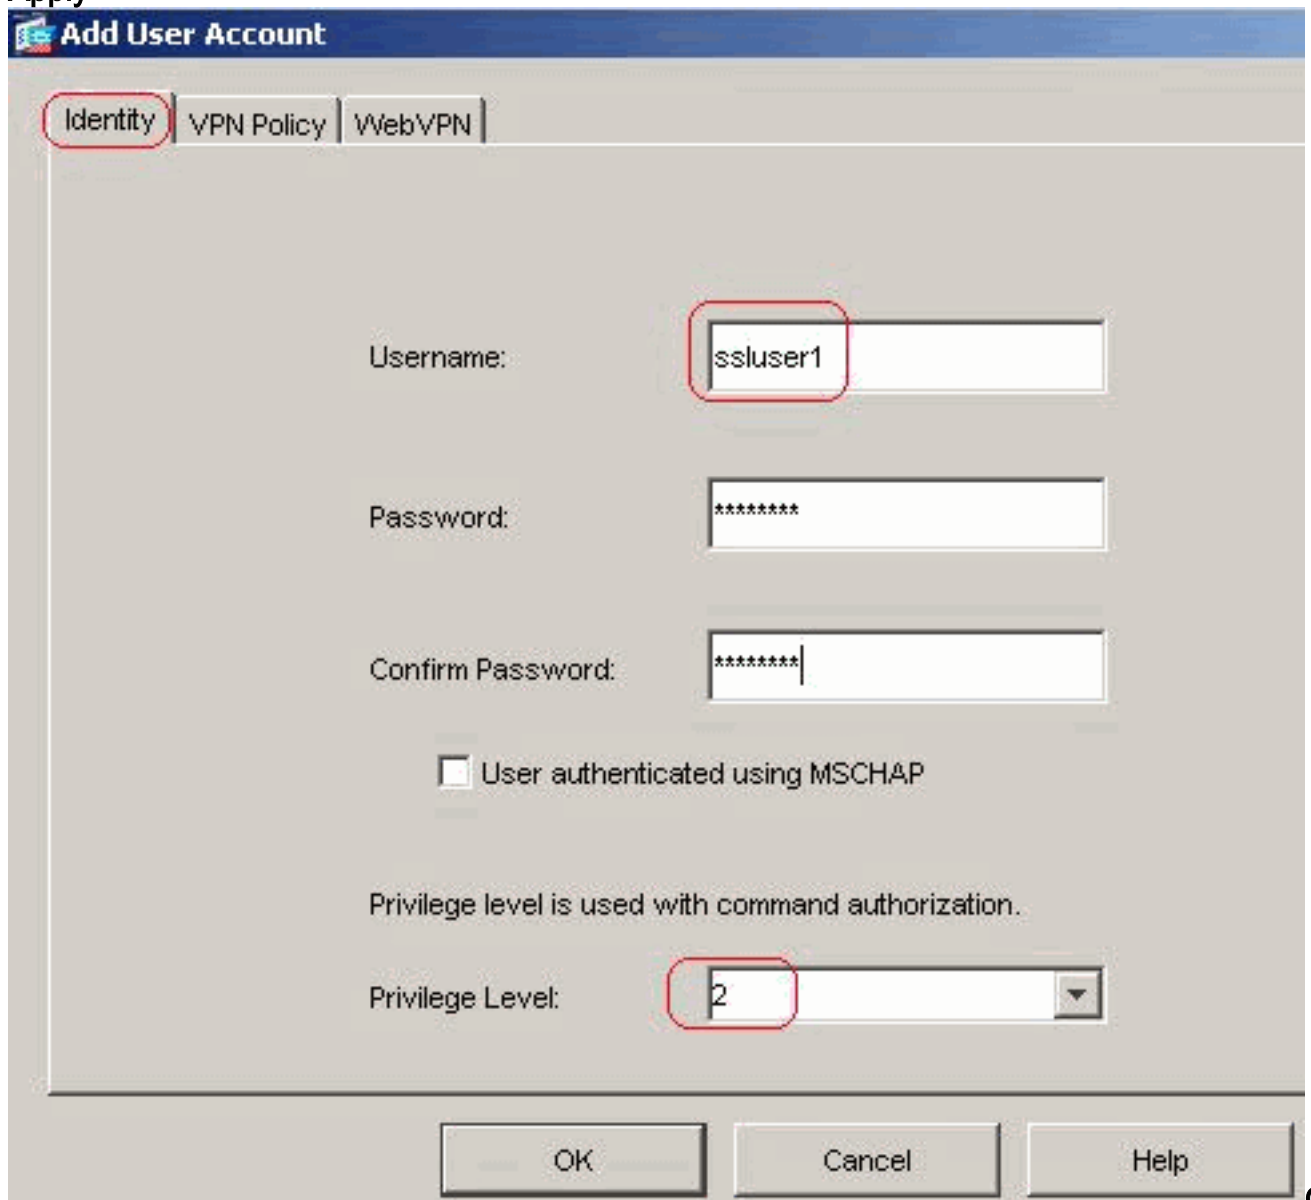 Apply
Add User Account
Identity VPN Policy WebVPN
Username: ssluser1
Password: ********
Confirm Password: ********
User authenticated using MSCHAP
Privilege level is used with command authorization.
Privilege Level: 2
OK Cancel Help